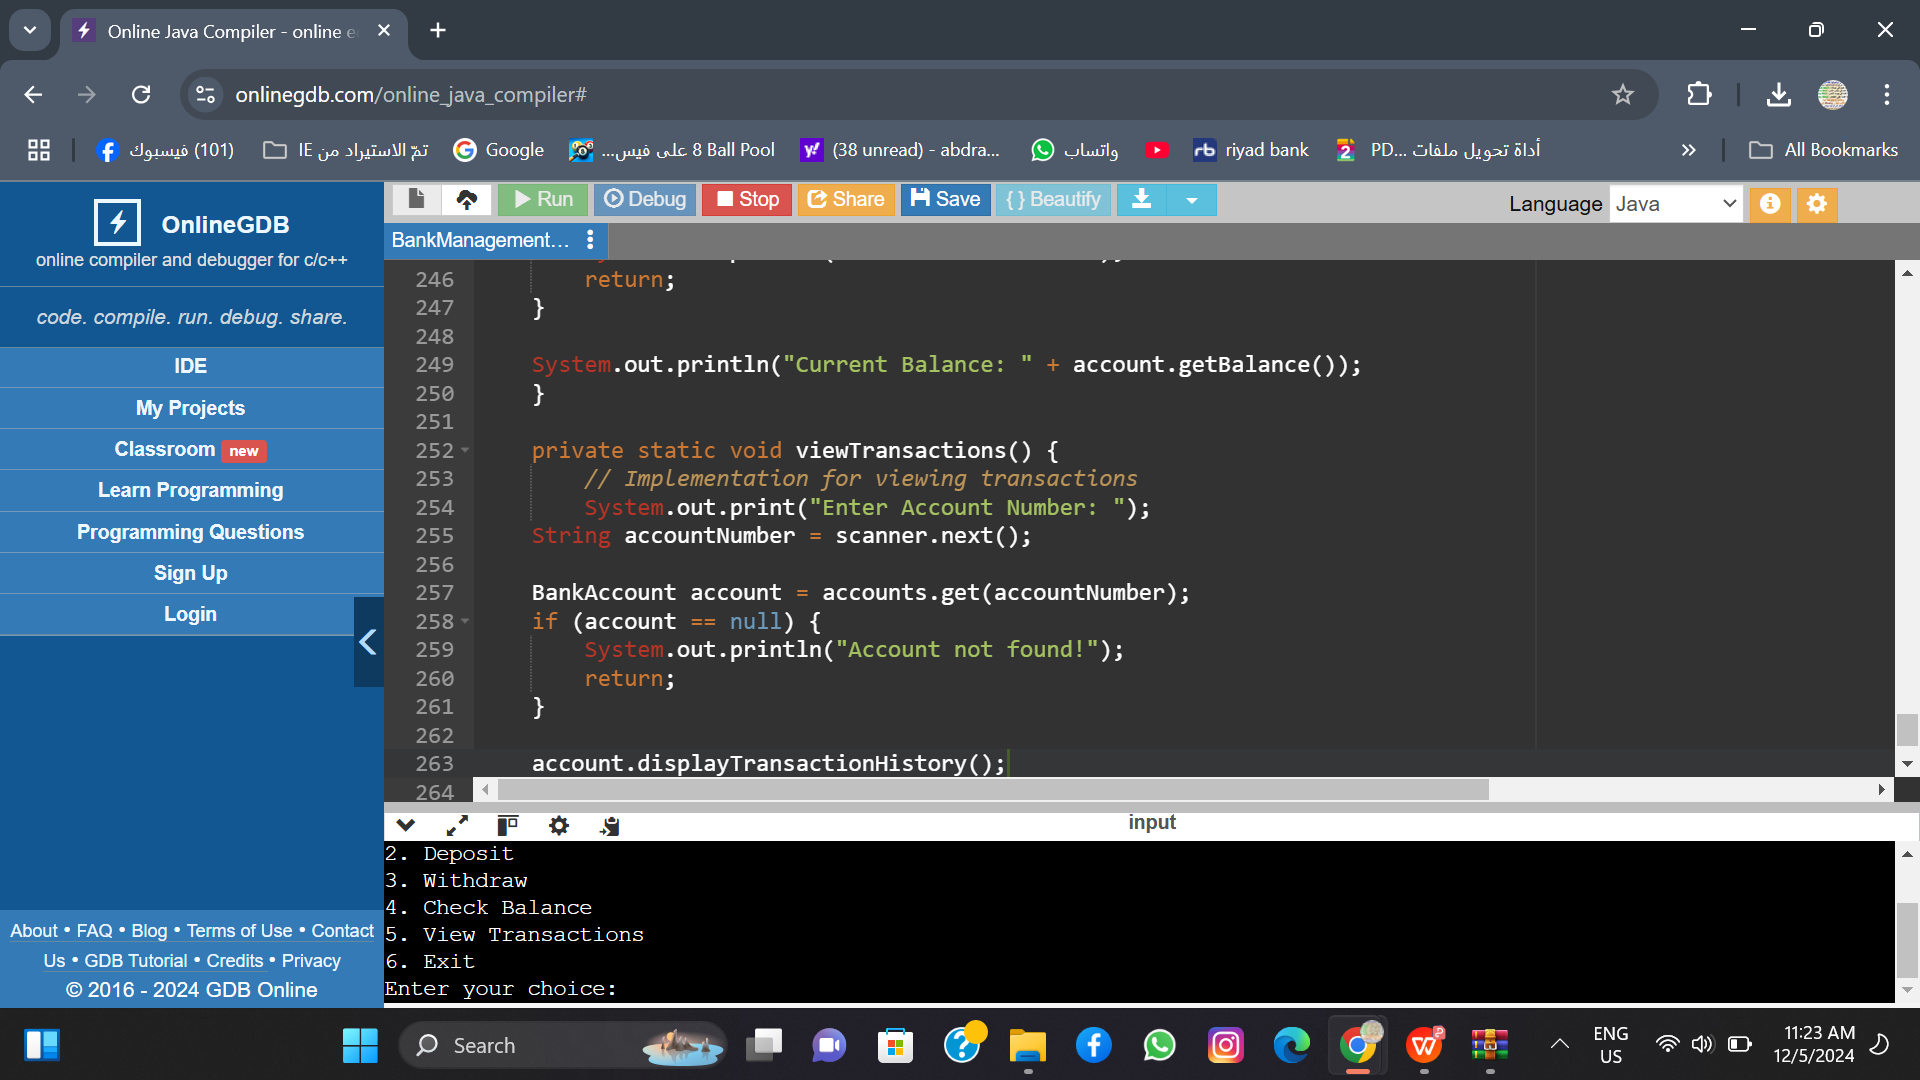 Online Java Compiler - online e
onlinegdb.com/online_java_compiler#
(101) فيسبوك
تمّ الاستيراد من IE
Google
8 Ball Pool على فيس...
(38 unread) - abdra...
واتساب
riyad bank
أداة تحويل ملفات ...PD
»
All Bookmarks
OnlineGDB
online compiler and debugger for c/c++
code. compile. run. debug. share.
IDE
My Projects
Classroom new
Learn Programming
Programming Questions
Sign Up
Login
About • FAQ • Blog • Terms of Use • Contact
Us • GDB Tutorial • Credits • Privacy
© 2016 - 2024 GDB Online
Run
Debug
Stop
Share
Save
{ } Beautify
Language Java
BankManagement...
246 return;
247 }
248
249 System.out.println("Current Balance: " + account.getBalance());
250 }
251
252 private static void viewTransactions() {
253 // Implementation for viewing transactions
254 System.out.print("Enter Account Number: ");
255 String accountNumber = scanner.next();
256
257 BankAccount account = accounts.get(accountNumber);
258 if (account == null) {
259 System.out.println("Account not found!");
260 return;
261 }
262
263 account.displayTransactionHistory();
264
input
2. Deposit
3. Withdraw
4. Check Balance
5. View Transactions
6. Exit
Enter your choice:
Search
ENG
US
11:23 AM
12/5/2024